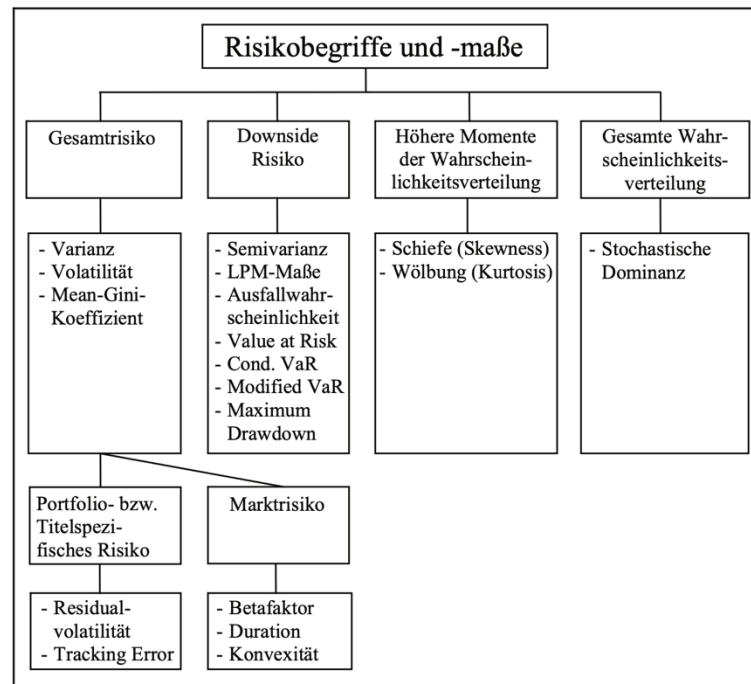 Risikobegriffe und -maße
Gesamtrisiko
Downside
Risiko
Höhere Momente
der Wahrschein-
lichkeitsverteilung
Gesamte Wahr-
scheinlichkeits-
verteilung
- Varianz
- Volatilität
- Mean-Gini-
Koeffizient
- Semivarianz
- LPM-Maße
- Ausfallwahr-
scheinlichkeit
- Value at Risk
- Cond. VaR
- Modified VaR
- Maximum
Drawdown
- Schiefe (Skewness)
- Wölbung (Kurtosis)
- Stochastische
Dominanz
Portfolio- bzw.
Titelspezi-
fisches Risiko
Marktrisiko
- Residual-
volatilität
- Tracking Error
- Betafaktor
- Duration
- Konvexität